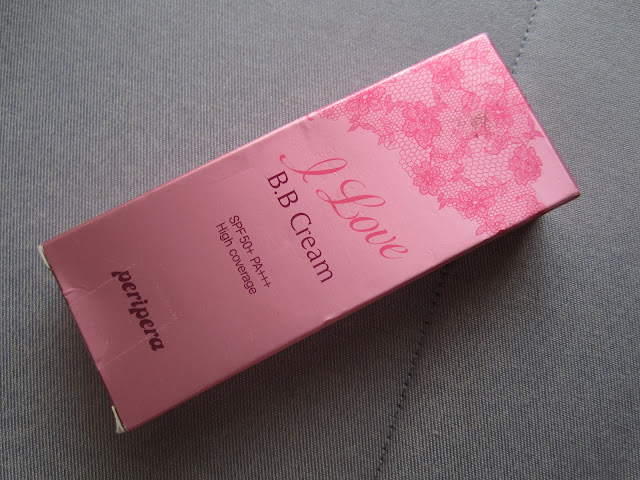 I Love
B.B Cream
SPF50+ PA+++
High coverage
peripera